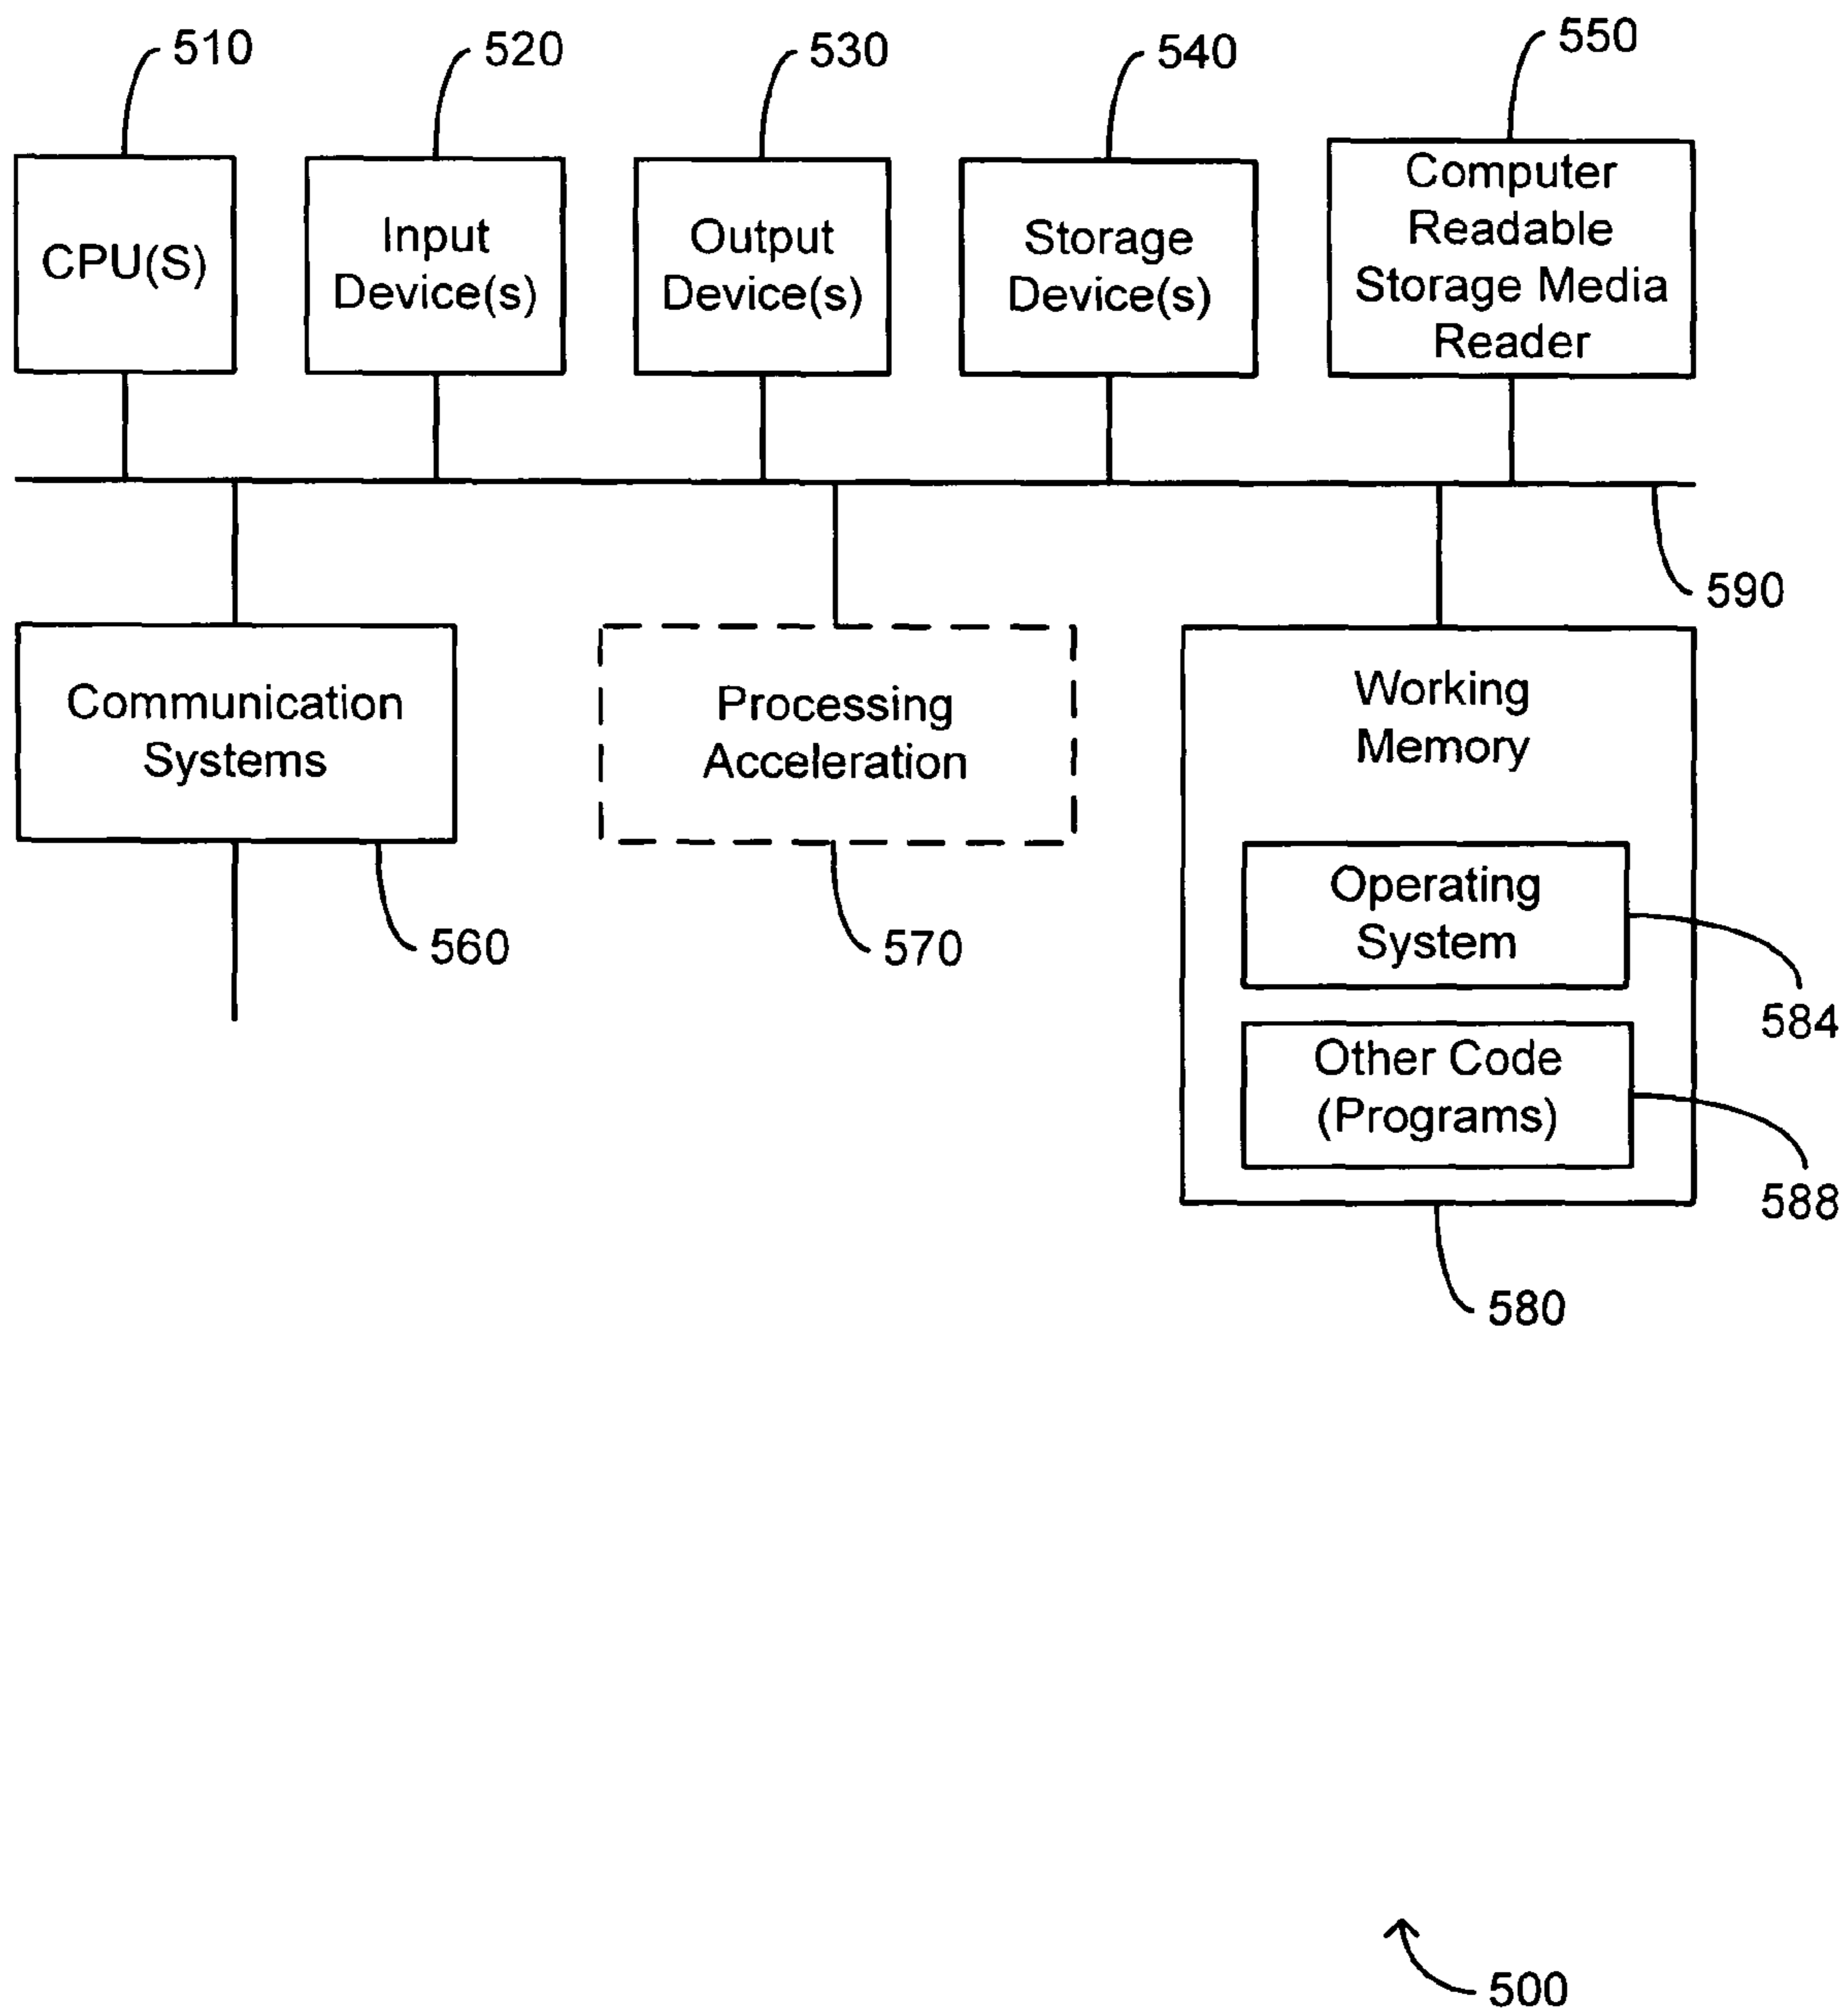 510
520
530
540
550
CPU(S)
Input
Device(s)
Output
Device(s)
Storage
Device(s)
Computer
Readable
Storage Media
Reader
590
Communication
Systems
560
Processing
Acceleration
570
Working
Memory
Operating
System
584
Other Code
(Programs)
588
580
500